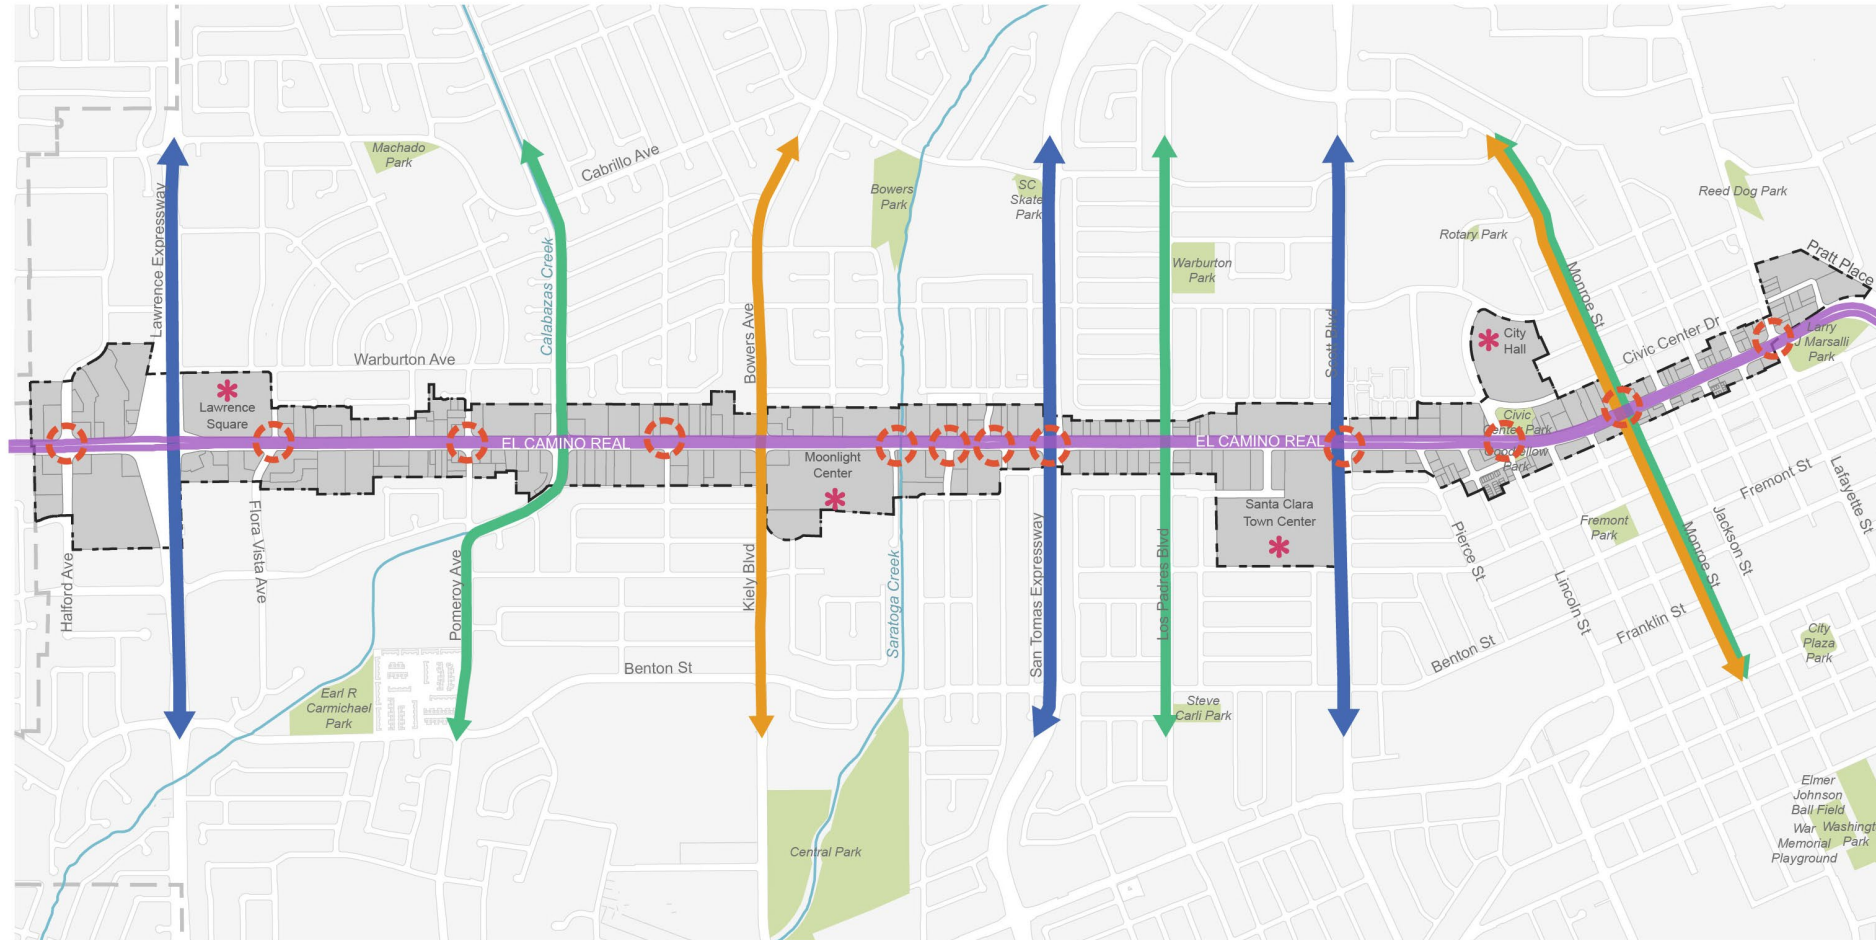 Machado
Park
Cabrillo Ave
Bowers
Park
SC
Skate
Park
Reed Dog Park
Lawrence Expressway
Calabazas Creek
Rotary Park
Warburton
Park
Monroe St
Pratt Place
Bowers Ave
Scott Blvd
City
Hall
Civic Center Dr
Larry
J Marsalli
Park
Warburton Ave
Lawrence
Square
Civic
Center Park
EL CAMINO REAL
EL CAMINO REAL
Moonlight
Center
Goodfellow
Park
Fremont St
Lafayette St
Santa Clara
Town Center
Flora Vista Ave
Halford Ave
Pomeroy Ave
Kiely Blvd
Saratoga Creek
San Tomas Expressway
Los Padres Blvd
Pierce St
Fremont
Park
Jackson St
Monroe St
Lincoln St
Franklin St
Benton St
Benton St
City
Plaza
Park
Earl R
Carmichael
Park
Steve
Carli Park
Central Park
Elmer
Johnson
Ball Field
War
Memorial
Playground
Washingt
Park